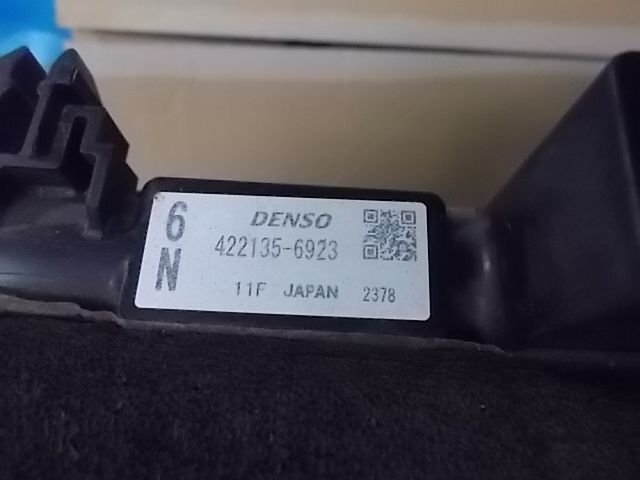 6 N
DENSO
422135-6923
11F JAPAN 2378